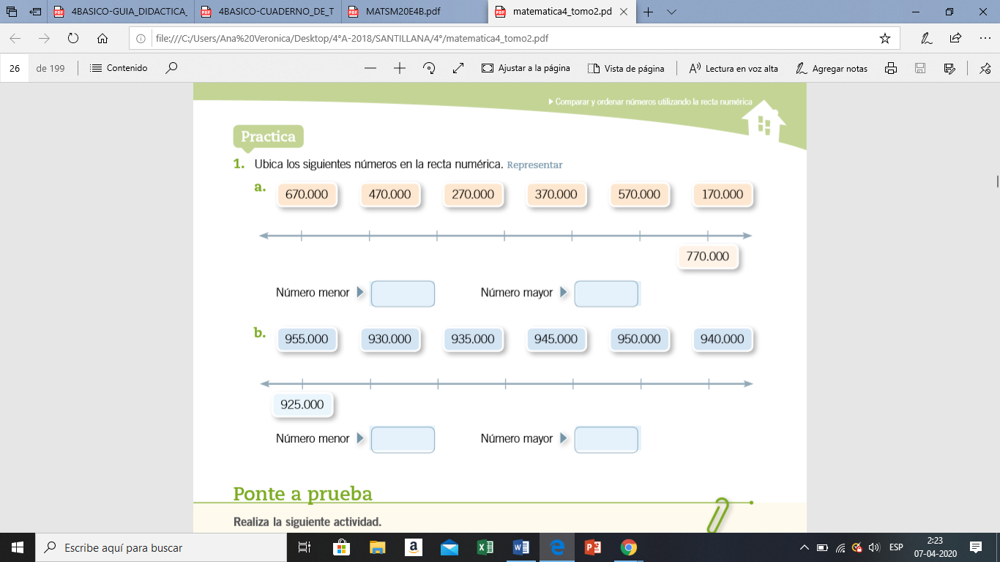 4BASICO-GUIA_DIDACTICA_
4BASICO-CUADERNO_DE_T
MATSM20E4B.pdf
matematica4_tomo2.pd
file:///C:/Users/Ana%20Veronica/Desktop/4°A-2018/SANTILLANA/4°/matematica4_tomo2.pdf
26 de 199 Contenido Ajustar a la página Vista de página Lectura en voz alta Agregar notas
Comparar y ordenar números utilizando la recta numérica
Practica
1. Ubica los siguientes números en la recta numérica. Representar
a. 670.000 470.000 270.000 370.000 570.000 170.000
770.000
Número menor Número mayor
b. 955.000 930.000 935.000 945.000 950.000 940.000
925.000
Número menor Número mayor
Ponte a prueba
Realiza la siguiente actividad.
Escribe aquí para buscar
ESP
2:23
07-04-2020